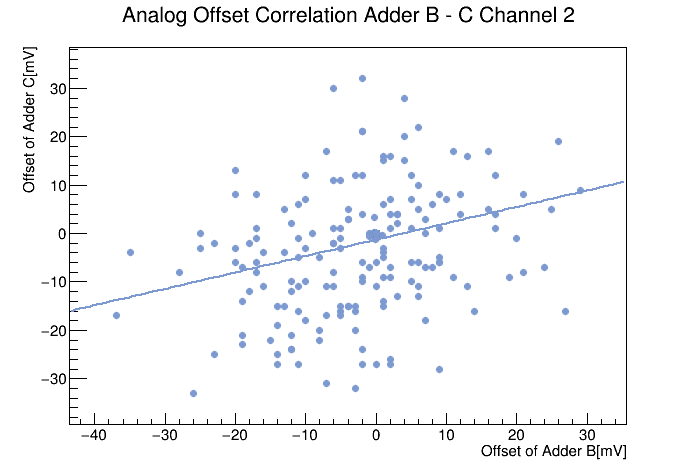 Analog Offset Correlation Adder B - C Channel 2
Offset of Adder C[mV]
30
20
10
0
−10
−20
−30
−40 −30 −20 −10 0 10 20 30
Offset of Adder B[mV]